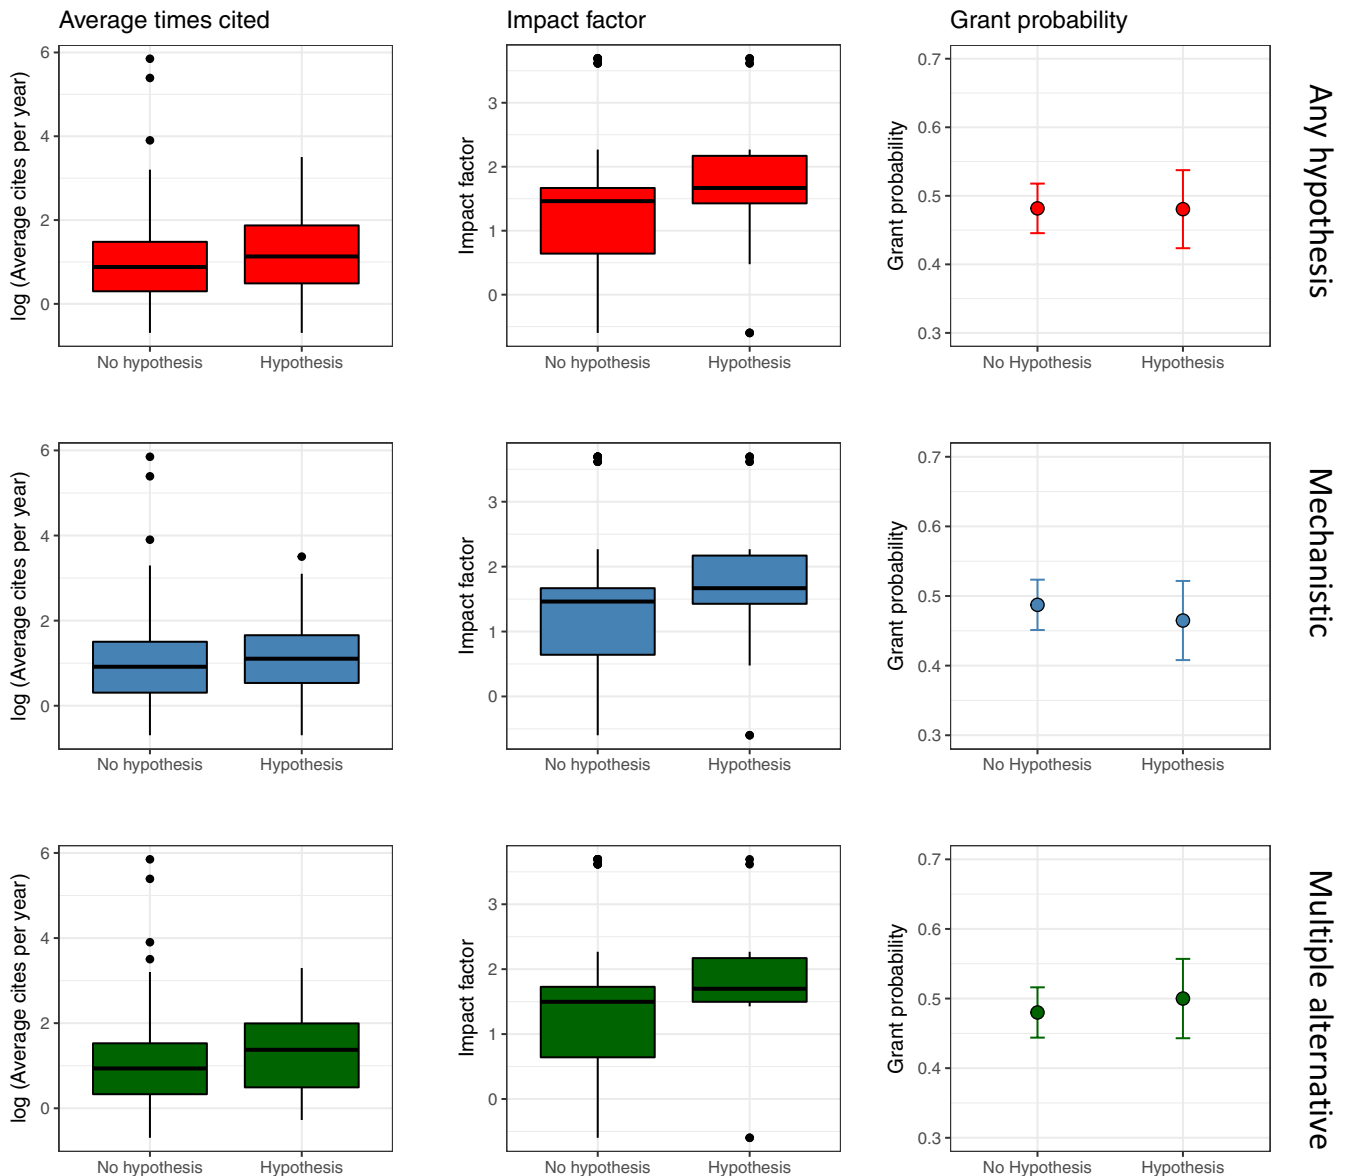 Average times cited
Impact factor
Grant probability
log (Average cites per year)
6
4
2
0
No hypothesis
Hypothesis
Impact factor
3
2
1
0
No hypothesis
Hypothesis
Grant probability
0.7
0.6
0.5
0.4
0.3
No Hypothesis
Hypothesis
Any hypothesis
log (Average cites per year)
6
4
2
0
No hypothesis
Hypothesis
Impact factor
3
2
1
0
No hypothesis
Hypothesis
Grant probability
0.7
0.6
0.5
0.4
0.3
No Hypothesis
Hypothesis
Mechanistic
log (Average cites per year)
6
4
2
0
No hypothesis
Hypothesis
Impact factor
3
2
1
0
No hypothesis
Hypothesis
Grant probability
0.7
0.6
0.5
0.4
0.3
No Hypothesis
Hypothesis
Multiple alternative